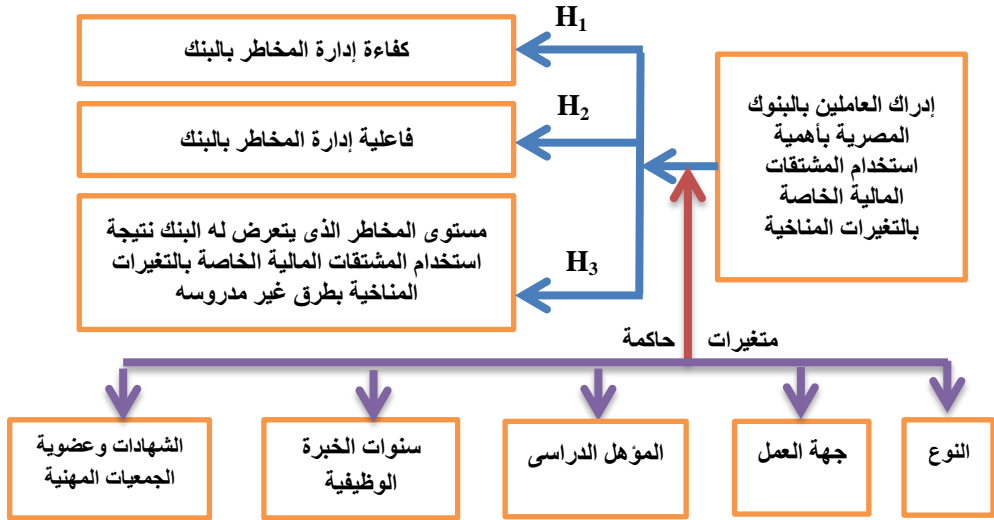 إدراك العاملين بالبنوك
المصرية بأهمية
استخدام المشتقات
المالية الخاصة
بالتغيرات المناخية
H1
كفاءة إدارة المخاطر بالبنك
H2
فاعلية إدارة المخاطر بالبنك
H3
مستوى المخاطر الذى يتعرض له البنك نتيجة
استخدام المشتقات المالية الخاصة بالتغيرات
المناخية بطرق غير مدروسه
متغيرات حاكمة
النوع
جهة العمل
المؤهل الدراسى
سنوات الخبرة
الوظيفية
الشهادات وعضوية
الجمعيات المهنية